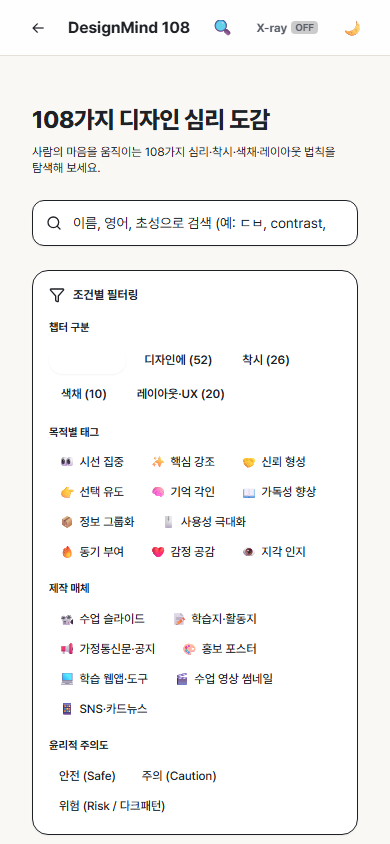 DesignMind 108
X-ray OFF
108가지 디자인 심리 도감
사람의 마음을 움직이는 108가지 심리·착시·색채·레이아웃 법칙을
탐색해 보세요.
이름, 영어, 초성으로 검색 (예: ㄷㅂ, contrast,
조건별 필터링
챕터 구분
디자인에 (52) 착시 (26)
색채 (10) 레이아웃·UX (20)
목적별 태그
시선 집중 핵심 강조 신뢰 형성
선택 유도 기억 각인 가독성 향상
정보 그룹화 사용성 극대화
동기 부여 감정 공감 지각 인지
제작 매체
수업 슬라이드 학습지·활동지
가정통신문·공지 홍보 포스터
학습 웹앱·도구 수업 영상 썸네일
SNS·카드뉴스
윤리적 주의도
안전 (Safe) 주의 (Caution)
위험 (Risk / 다크패턴)